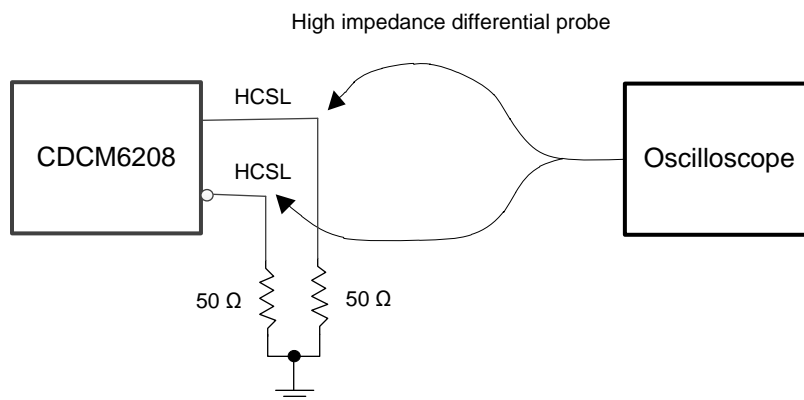 High impedance differential probe
HCSL
CDCM6208
HCSL
Oscilloscope
50 Ω
50 Ω